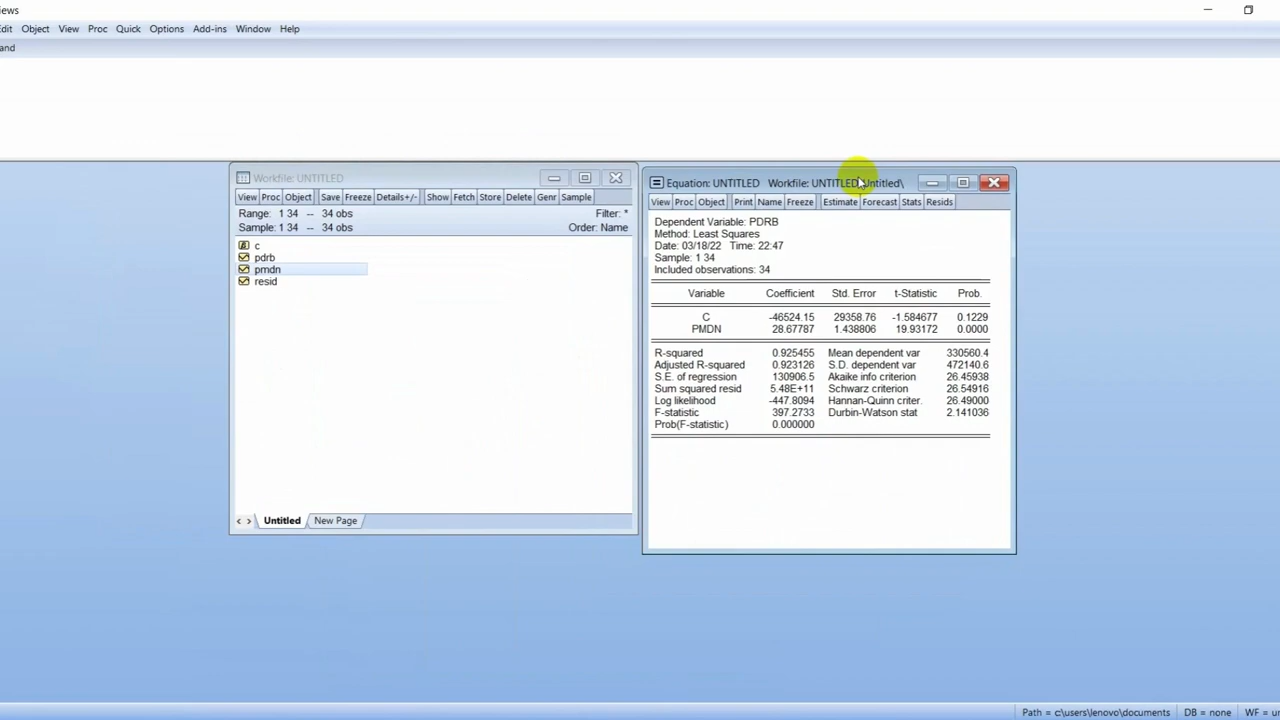 iews
Edit Object View Proc Quick Options Add-ins Window Help
and
Workfile: UNTITLED
View Proc Object Save Freeze Details+/- Show Fetch Store Delete Genr Sample
Range: 1 34 -- 34 obs Filter: *
Sample: 1 34 -- 34 obs Order: Name
c
pdrb
pmdn
resid
Untitled New Page
Equation: UNTITLED Workfile: UNTITLED::Untitled\
View Proc Object Print Name Freeze Estimate Forecast Stats Resids
Dependent Variable: PDRB
Method: Least Squares
Date: 03/18/22 Time: 22:47
Sample: 1 34
Included observations: 34
Variable Coefficient Std. Error t-Statistic Prob.
C -46524.15 29358.76 -1.584677 0.1229
PMDN 28.67787 1.438806 19.93172 0.0000
R-squared 0.925455 Mean dependent var 330560.4
Adjusted R-squared 0.923126 S.D. dependent var 472140.6
S.E. of regression 130906.5 Akaike info criterion 26.45938
Sum squared resid 5.48E+11 Schwarz criterion 26.54916
Log likelihood -447.8094 Hannan-Quinn criter. 26.49000
F-statistic 397.2733 Durbin-Watson stat 2.141036
Prob(F-statistic) 0.000000
Path = c:\users\lenovo\documents DB = none WF = un